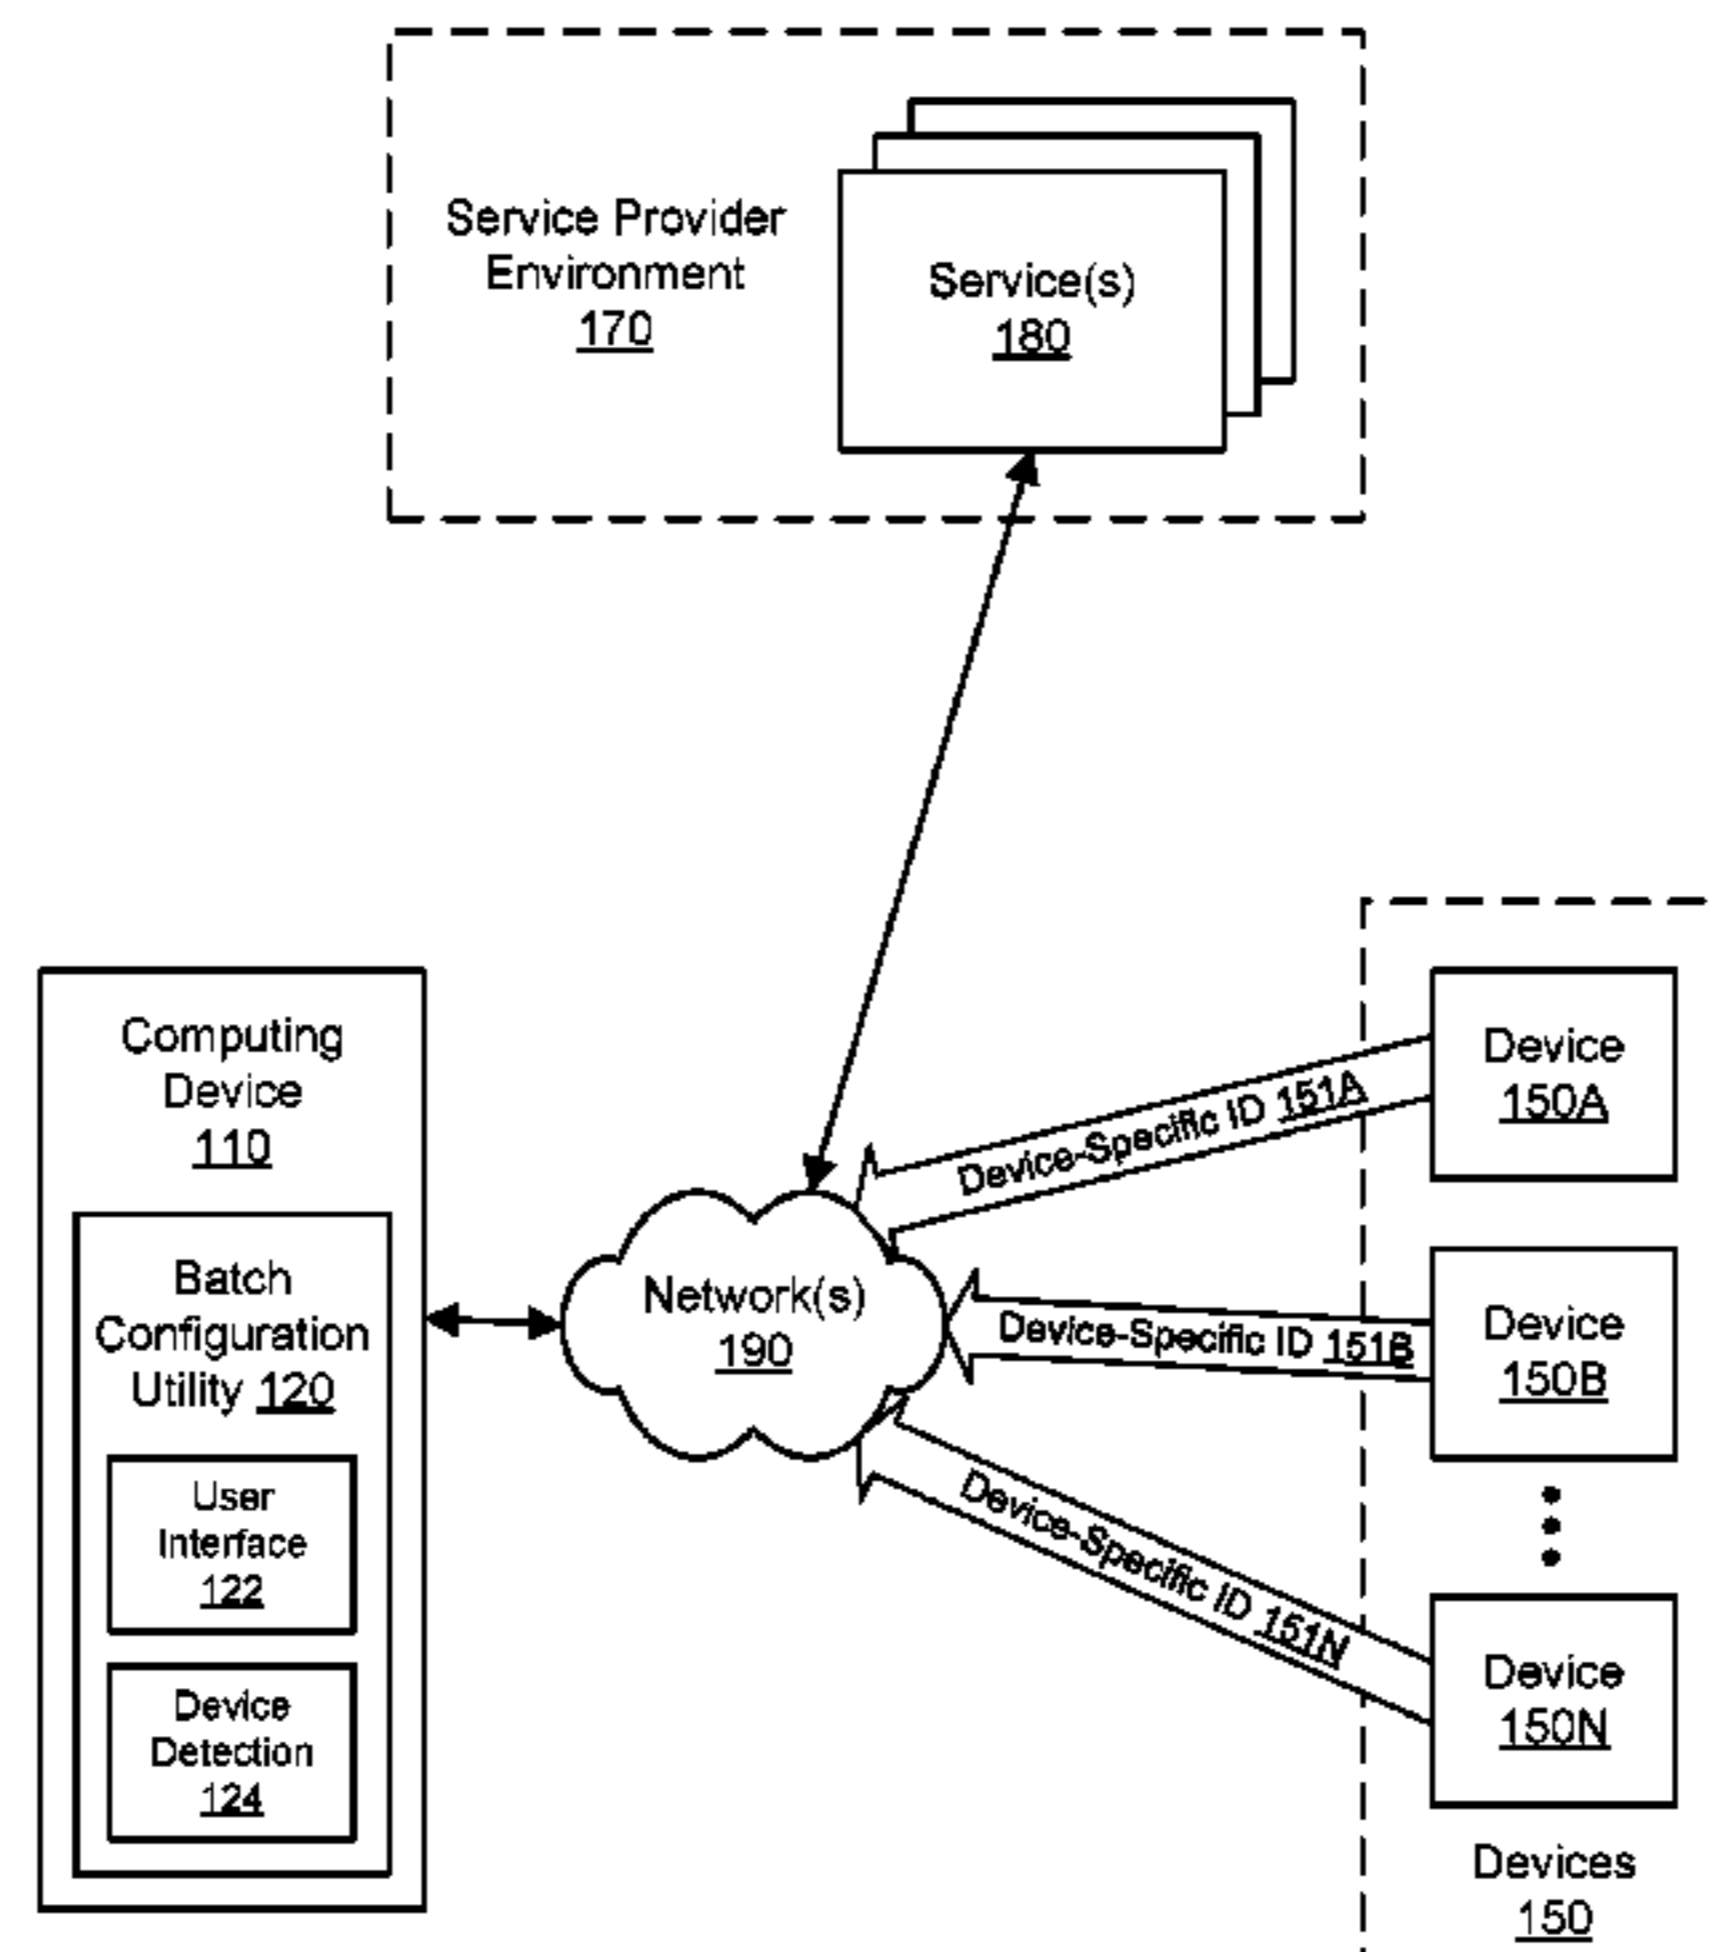 Service Provider
Environment
170
Service(s)
180
Computing
Device
110
Batch
Configuration
Utility 120
User
Interface
122
Device
Detection
124
Network(s)
190
Device-Specific ID 151A
Device-Specific ID 151B
Device-Specific ID 151N
Device
150A
Device
150B
Device
150N
Devices
150